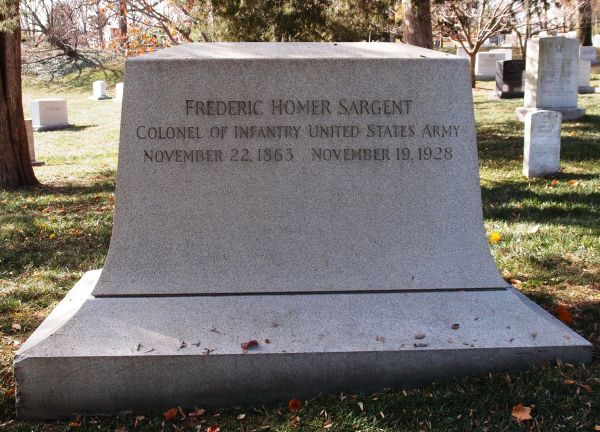 Frederic Homer Sargent
Colonel of Infantry United States Army
November 22, 1863 November 19, 1928